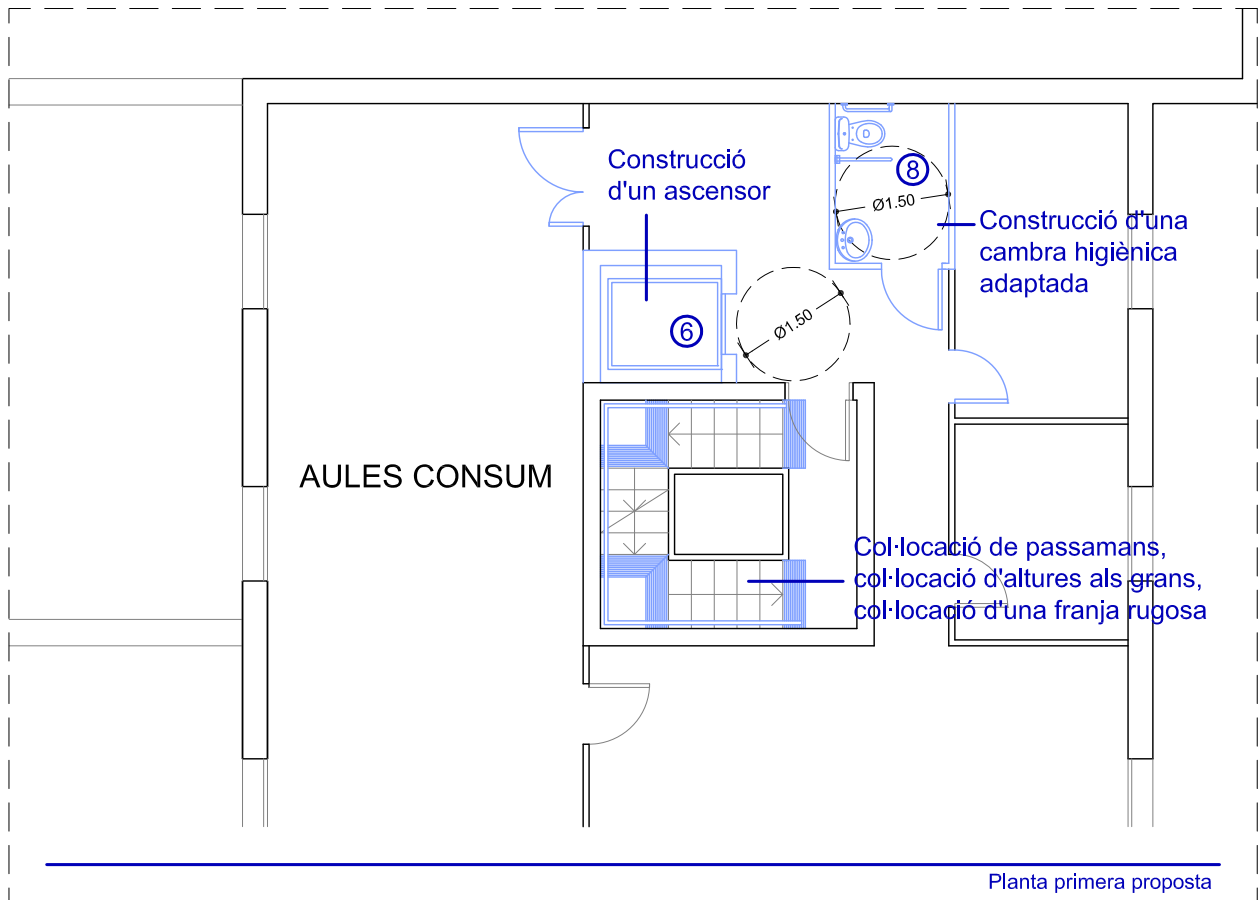 Construcció
d'un ascensor
8
Ø1.50
Construcció d'una
cambra higiènica
adaptada
6
Ø1.50
AULES CONSUM
Col·locació de passamans,
col·locació d'altures als grans,
col·locació d'una franja rugosa
Planta primera proposta